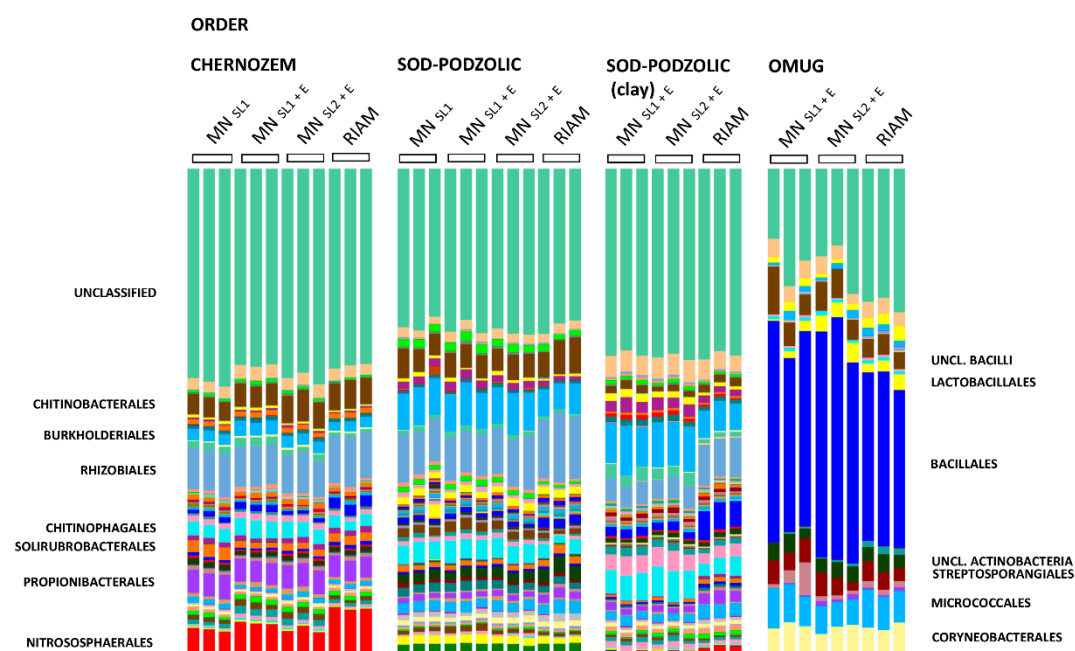 ORDER
CHERNOZEM
SOD-PODZOLIC
SOD-PODZOLIC
(clay)
OMUG
MN SL1
MN SL1 + E
MN SL2 + E
RIAM
MN SL1
MN SL1 + E
MN SL2 + E
RIAM
MN SL1 + E
MN SL2 + E
RIAM
MN SL1 + E
MN SL2 + E
RIAM
UNCLASSIFIED
CHITINOBACTERALES
BURKHOLDERIALES
RHIZOBIALES
CHITINOPHAGALES
SOLIRUBROBACTERALES
PROPIONIBACTERALES
NITROSOSPHAERALES
UNCL. BACILLI
LACTOBACILLALES
BACILLALES
UNCL. ACTINOBACTERIA
STREPTOSPORANGIALES
MICROCOCCALES
CORYNEOBACTERALES